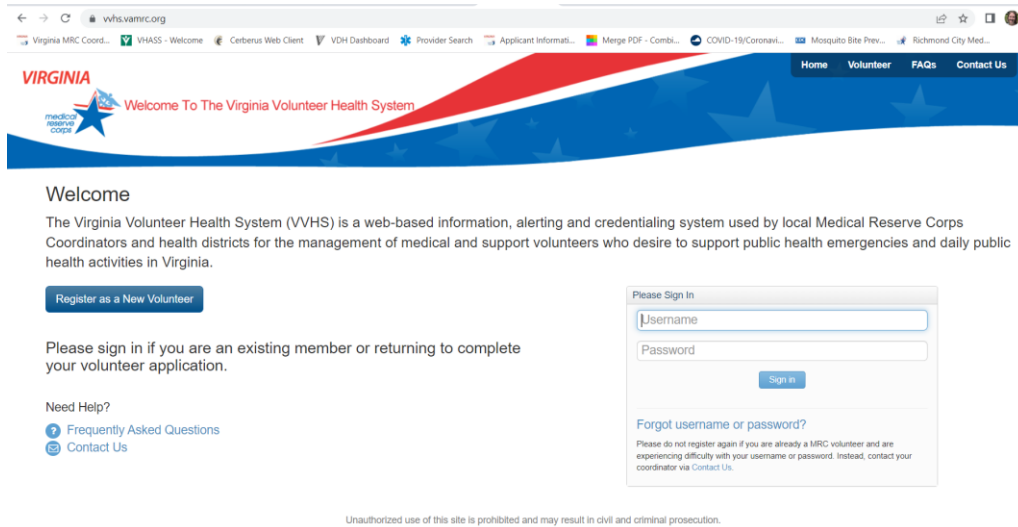 vvhs.vamrc.org
Virginia MRC Coord... VHASS - Welcome Cerberus Web Client VDH Dashboard Provider Search Applicant Informati... Merge PDF - Combi... COVID-19/Coronavi... Mosquito Bite Prev... Richmond City Med...
Home Volunteer FAQs Contact Us
VIRGINIA
medical
reserve
corps
Welcome To The Virginia Volunteer Health System
Welcome
The Virginia Volunteer Health System (VVHS) is a web-based information, alerting and credentialing system used by local Medical Reserve Corps
Coordinators and health districts for the management of medical and support volunteers who desire to support public health emergencies and daily public
health activities in Virginia.
Register as a New Volunteer
Please sign in if you are an existing member or returning to complete
your volunteer application.
Need Help?
Frequently Asked Questions
Contact Us
Please Sign In
Username
Password
Sign in
Forgot username or password?
Please do not register again if you are already a MRC volunteer and are
experiencing difficulty with your username or password. Instead, contact your
coordinator via Contact Us.
Unauthorized use of this site is prohibited and may result in civil and criminal prosecution.